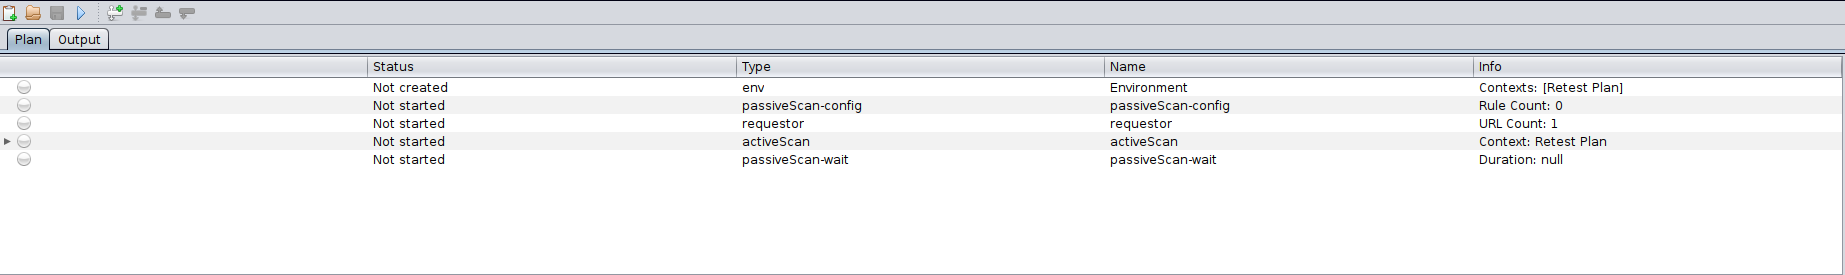 Plan Output
Status Type Name Info
Not created env Environment Contexts: [Retest Plan]
Not started passiveScan-config passiveScan-config Rule Count: 0
Not started requestor requestor URL Count: 1
Not started activeScan activeScan Context: Retest Plan
Not started passiveScan-wait passiveScan-wait Duration: null